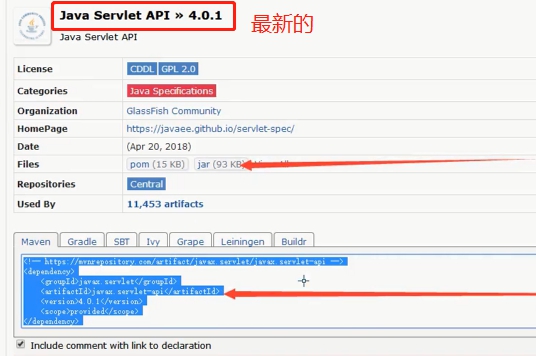 Java Servlet API » 4.0.1
最新的
Java Servlet API
License CDDL GPL 2.0
Categories Java Specifications
Organization GlassFish Community
HomePage https://javaee.github.io/servlet-spec/
Date (Apr 20, 2018)
Files pom (15 KB) jar (93 KB)
Repositories Central
Used By 11,453 artifacts
Maven Gradle SBT Ivy Grape Leiningen Buildr
<!-- https://mvnrepository.com/artifact/javax.servlet/javax.servlet-api -->
<dependency>
<groupId>javax.servlet</groupId>
<artifactId>javax.servlet-api</artifactId>
<version>4.0.1</version>
<scope>provided</scope>
</dependency>
Include comment with link to declaration